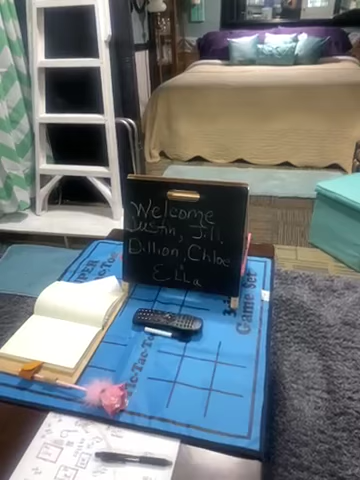 Welcome
Justin, Jill,
Dillion, Chloe
Ella
Game Set
Tic-Tac-Toe